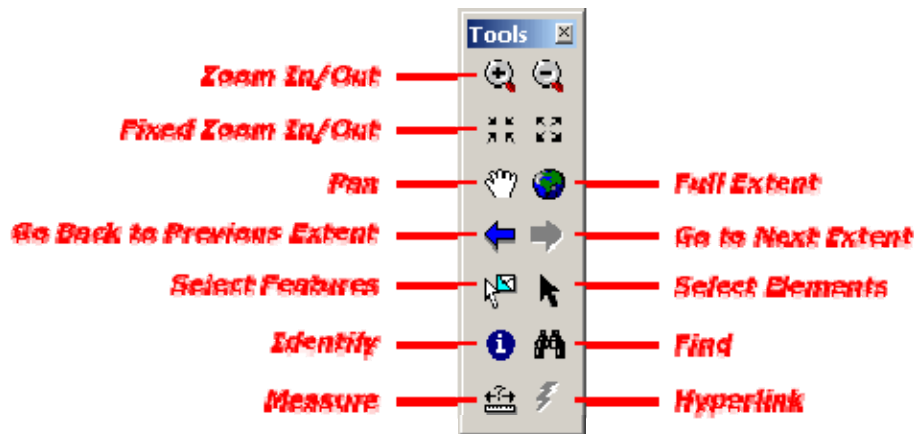 Tools
Zoom In/Out
Fixed Zoom In/Out
Pan
Full Extent
Go Back to Previous Extent
Go to Next Extent
Select Features
Select Elements
Identify
Find
Measure
Hyperlink